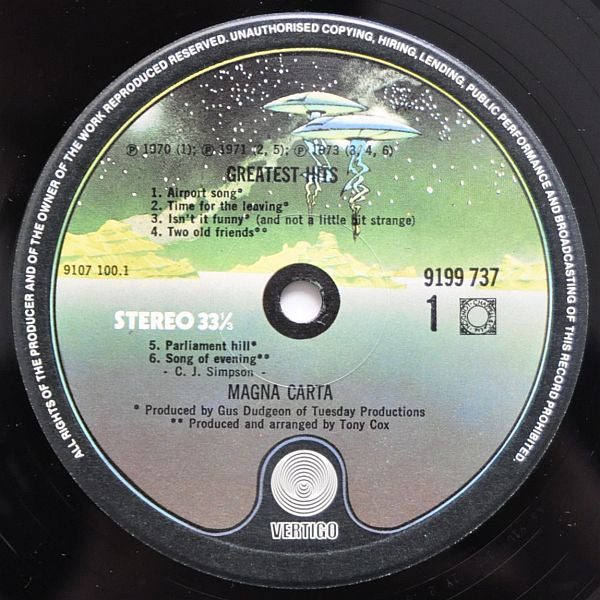 ALL RIGHTS OF THE PRODUCER AND OF THE OWNER OF THE WORK REPRODUCED RESERVED. UNAUTHORISED COPYING, HIRING, LENDING, PUBLIC PERFORMANCE AND BROADCASTING OF THIS RECORD PROHIBITED.
℗ 1970 (1); ℗ 1971 (2, 5); ℗ 1973 (3, 4, 6)
GREATEST HITS
1. Airport song*
2. Time for the leaving*
3. Isn't it funny* (and not a little bit strange)
4. Two old friends**
9107 100.1
9199 737
STEREO 33⅓
1
5. Parliament hill*
6. Song of evening**
- C. J. Simpson -
MAGNA CARTA
* Produced by Gus Dudgeon of Tuesday Productions
** Produced and arranged by Tony Cox
VERTIGO